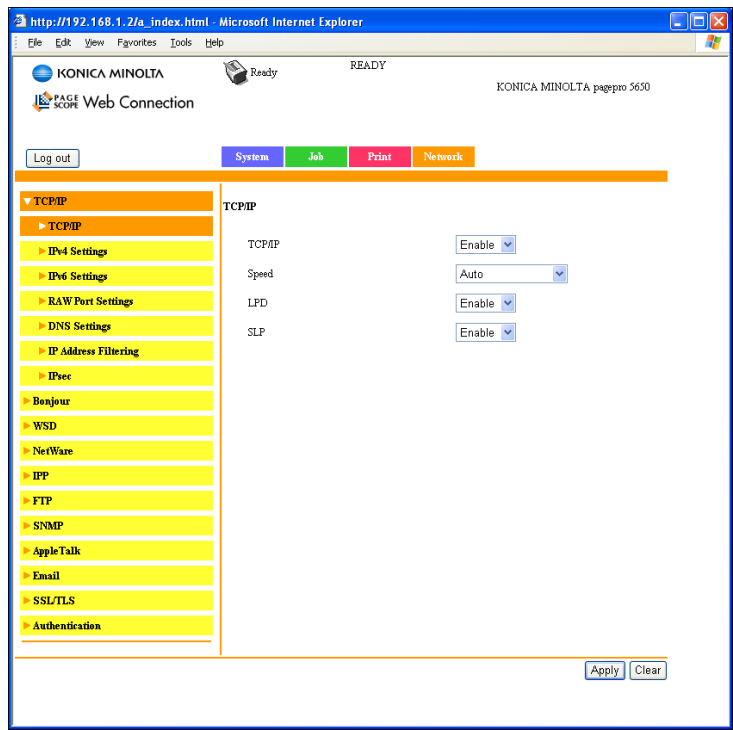 http://192.168.1.2/a_index.html - Microsoft Internet Explorer
File Edit View Favorites Tools Help
KONICA MINOLTA
Ready
READY
KONICA MINOLTA pagepro 5650
PAGE SCOPE Web Connection
Log out
System Job Print Network
TCP/IP
TCP/IP
IPv4 Settings
IPv6 Settings
RAW Port Settings
DNS Settings
IP Address Filtering
IPsec
Bonjour
WSD
NetWare
IPP
FTP
SNMP
AppleTalk
Email
SSL/TLS
Authentication
TCP/IP
TCP/IP Enable
Speed Auto
LPD Enable
SLP Enable
Apply Clear